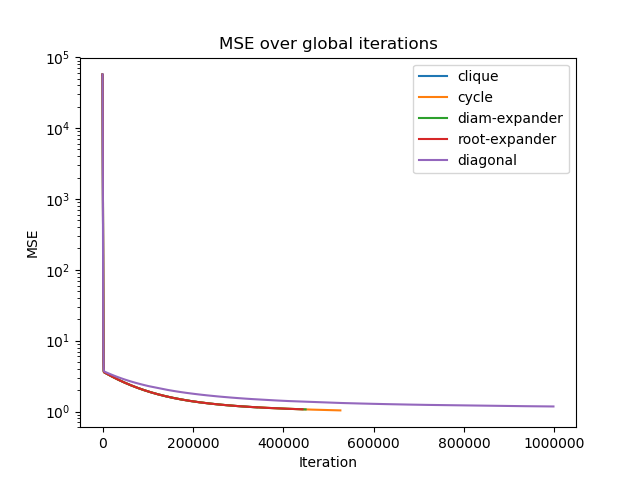 MSE over global iterations
10^5
10^4
10^3
10^2
10^1
10^0
MSE
clique
cycle
diam-expander
root-expander
diagonal
0 200000 400000 600000 800000 1000000
Iteration